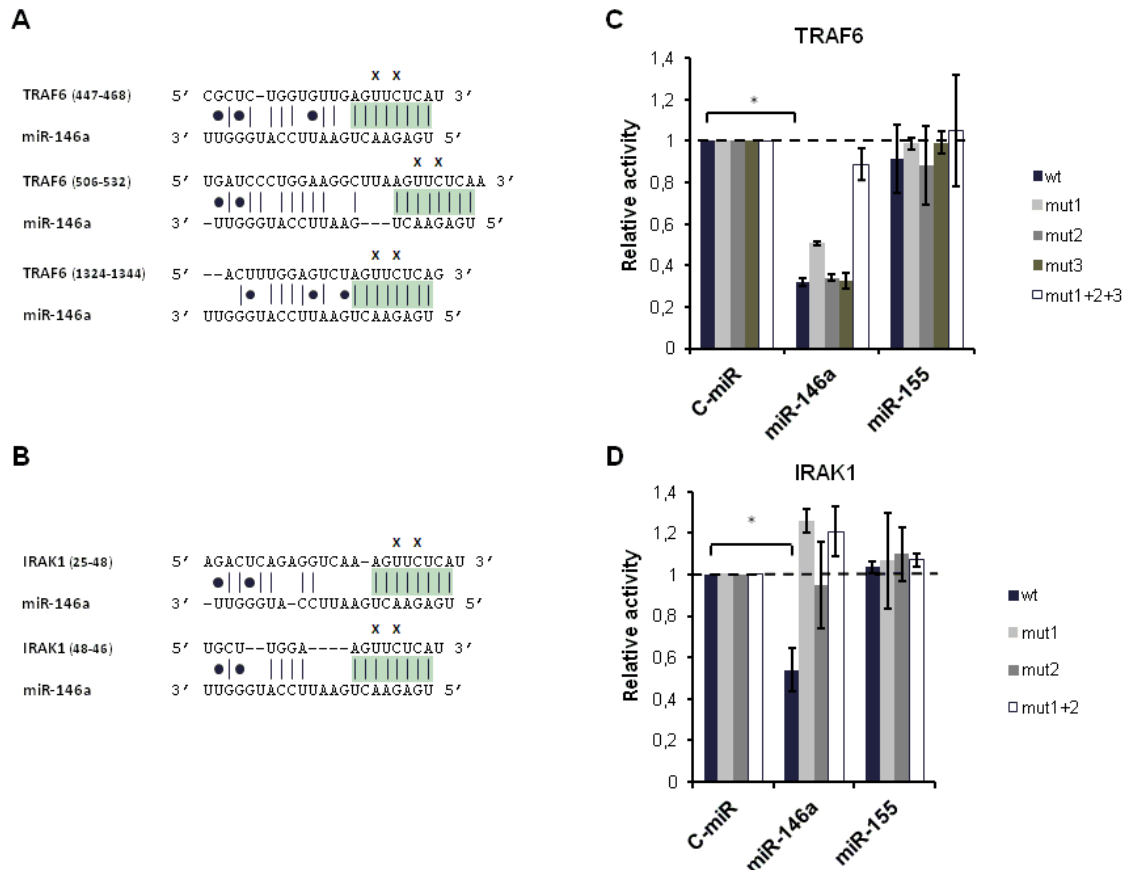 A
x x
TRAF6 (447-468) 5’ CGCUC-UGGUGUUGAGUUCUCAU 3’
miR-146a 3’ UUGGGUACCUUAAGUCAAGAGU 5’
x x
TRAF6 (506-532) 5’ UGAUCCCUGGAAGGCUUAAGUUCUCAA 3’
miR-146a 3’ -UUGGGUACCUUAAG---UCAAGAGU 5’
x x
TRAF6 (1324-1344) 5’ --ACUUUGGAGUCUAGUUCUCAG 3’
miR-146a 3’ UUGGGUACCUUAAGUCAAGAGU 5’
B
x x
IRAK1 (25-48) 5’ AGACUCAGAGGUCAA-AGUUCUCAU 3’
miR-146a 3’ -UUGGGUA-CCUUAAGUCAAGAGU 5’
x x
IRAK1 (48-46) 5’ UGCU--UGGA----AGUUCUCAU 3’
miR-146a 3’ UUGGGUACCUUAAGUCAAGAGU 5’
C
TRAF6
Relative activity
1,4
1,2
1
0,8
0,6
0,4
0,2
0
*
C-miR
miR-146a
miR-155
wt
mut1
mut2
mut3
mut1+2+3
D
IRAK1
Relative activity
1,4
1,2
1
0,8
0,6
0,4
0,2
0
*
C-miR
miR-146a
miR-155
wt
mut1
mut2
mut1+2